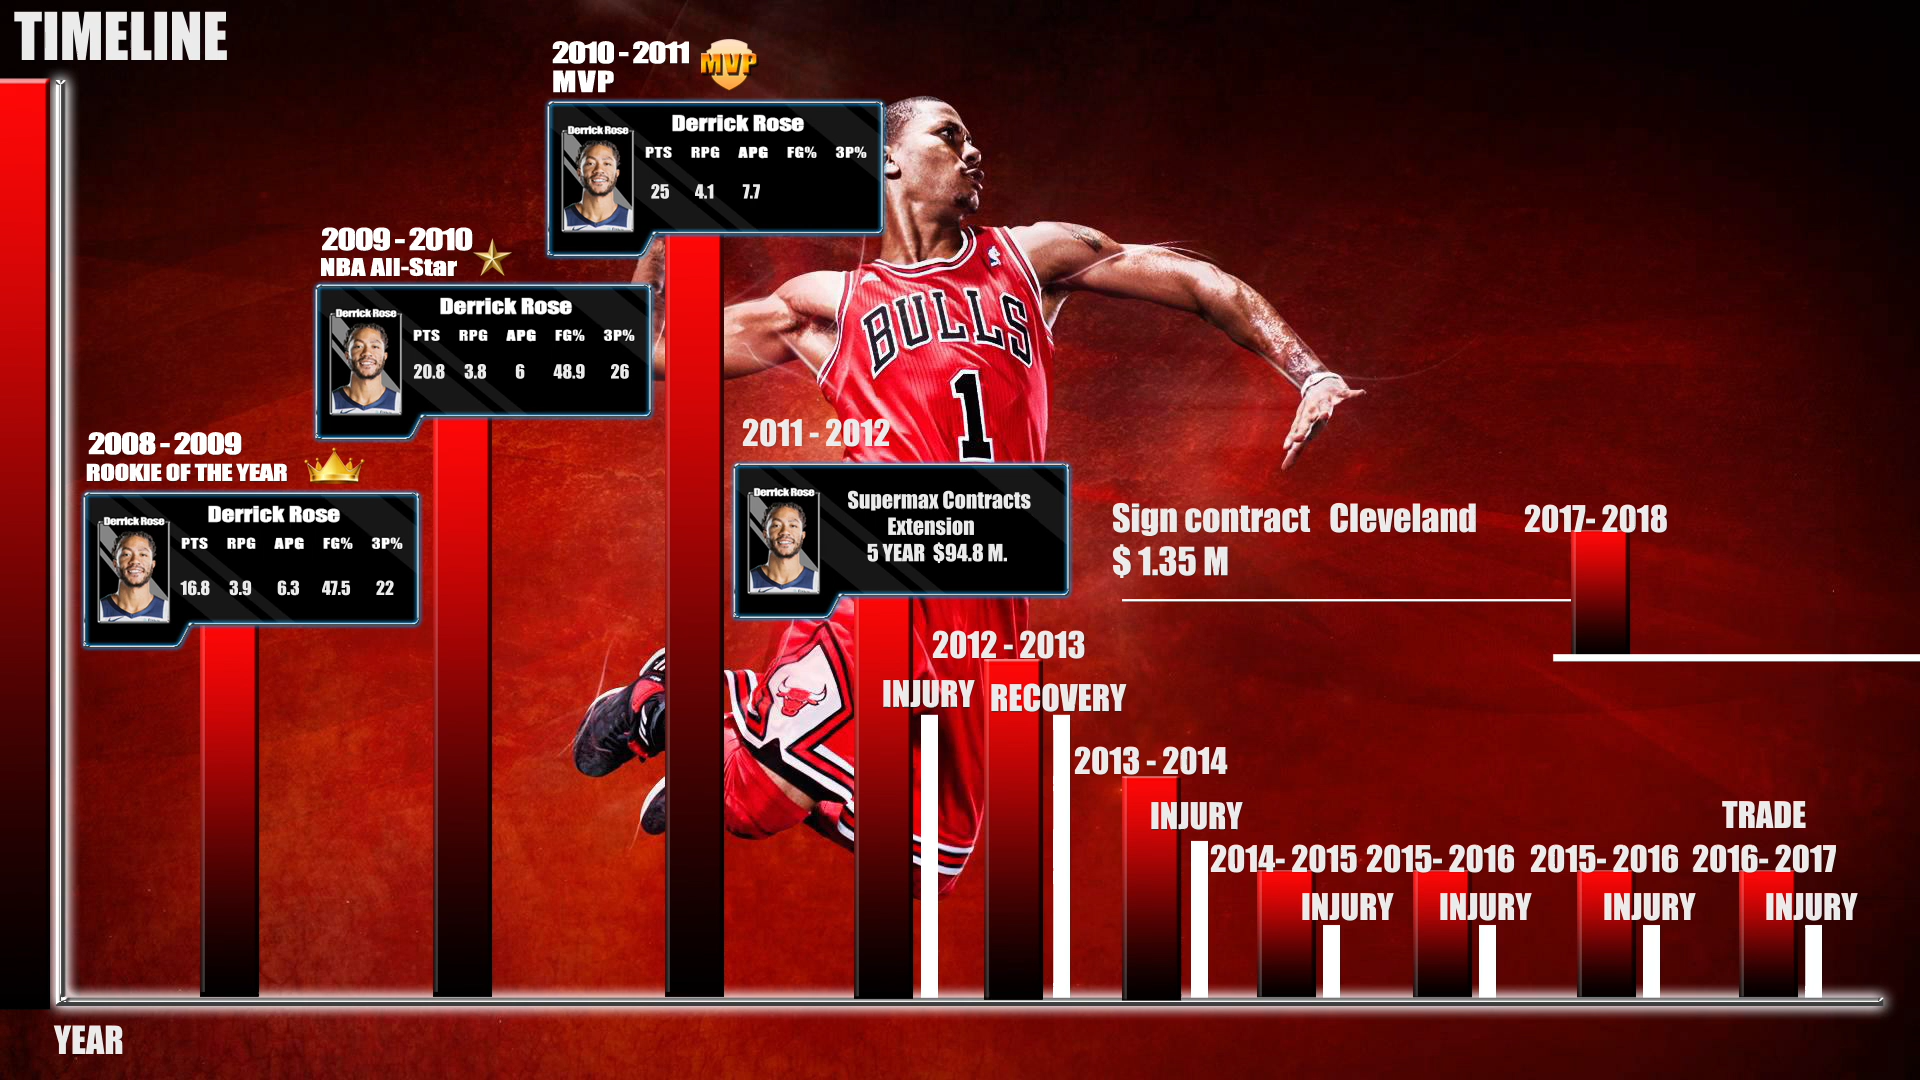 TIMELINE
2010 - 2011
MVP
MVP
Derrick Rose
Derrick Rose
PTS RPG APG FG% 3P%
25 4.1 7.7
2009 - 2010
NBA All-Star
Derrick Rose
Derrick Rose
PTS RPG APG FG% 3P%
20.8 3.8 6 48.9 26
BULLS
1
2008 - 2009
ROOKIE OF THE YEAR
Derrick Rose
Derrick Rose
PTS RPG APG FG% 3P%
16.8 3.9 6.3 47.5 22
2011 - 2012
Derrick Rose
Supermax Contracts
Extension
5 YEAR $94.8 M.
Sign contract Cleveland 2017- 2018
$ 1.35 M
2012 - 2013
INJURY RECOVERY
2013 - 2014
INJURY
TRADE
2014- 2015 2015- 2016 2015- 2016 2016- 2017
INJURY INJURY INJURY INJURY
YEAR